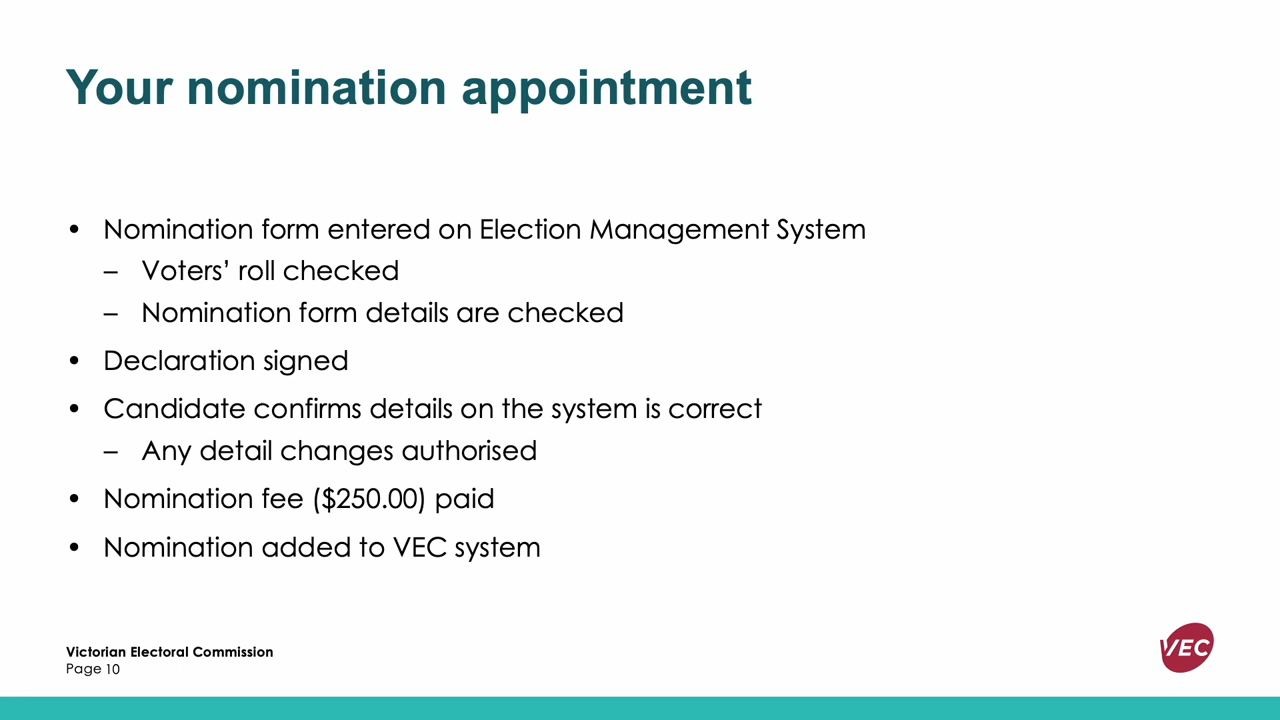 Your nomination appointment
• Nomination form entered on Election Management System
– Voters’ roll checked
– Nomination form details are checked
• Declaration signed
• Candidate confirms details on the system is correct
– Any detail changes authorised
• Nomination fee ($250.00) paid
• Nomination added to VEC system
Victorian Electoral Commission
Page 10
VEC